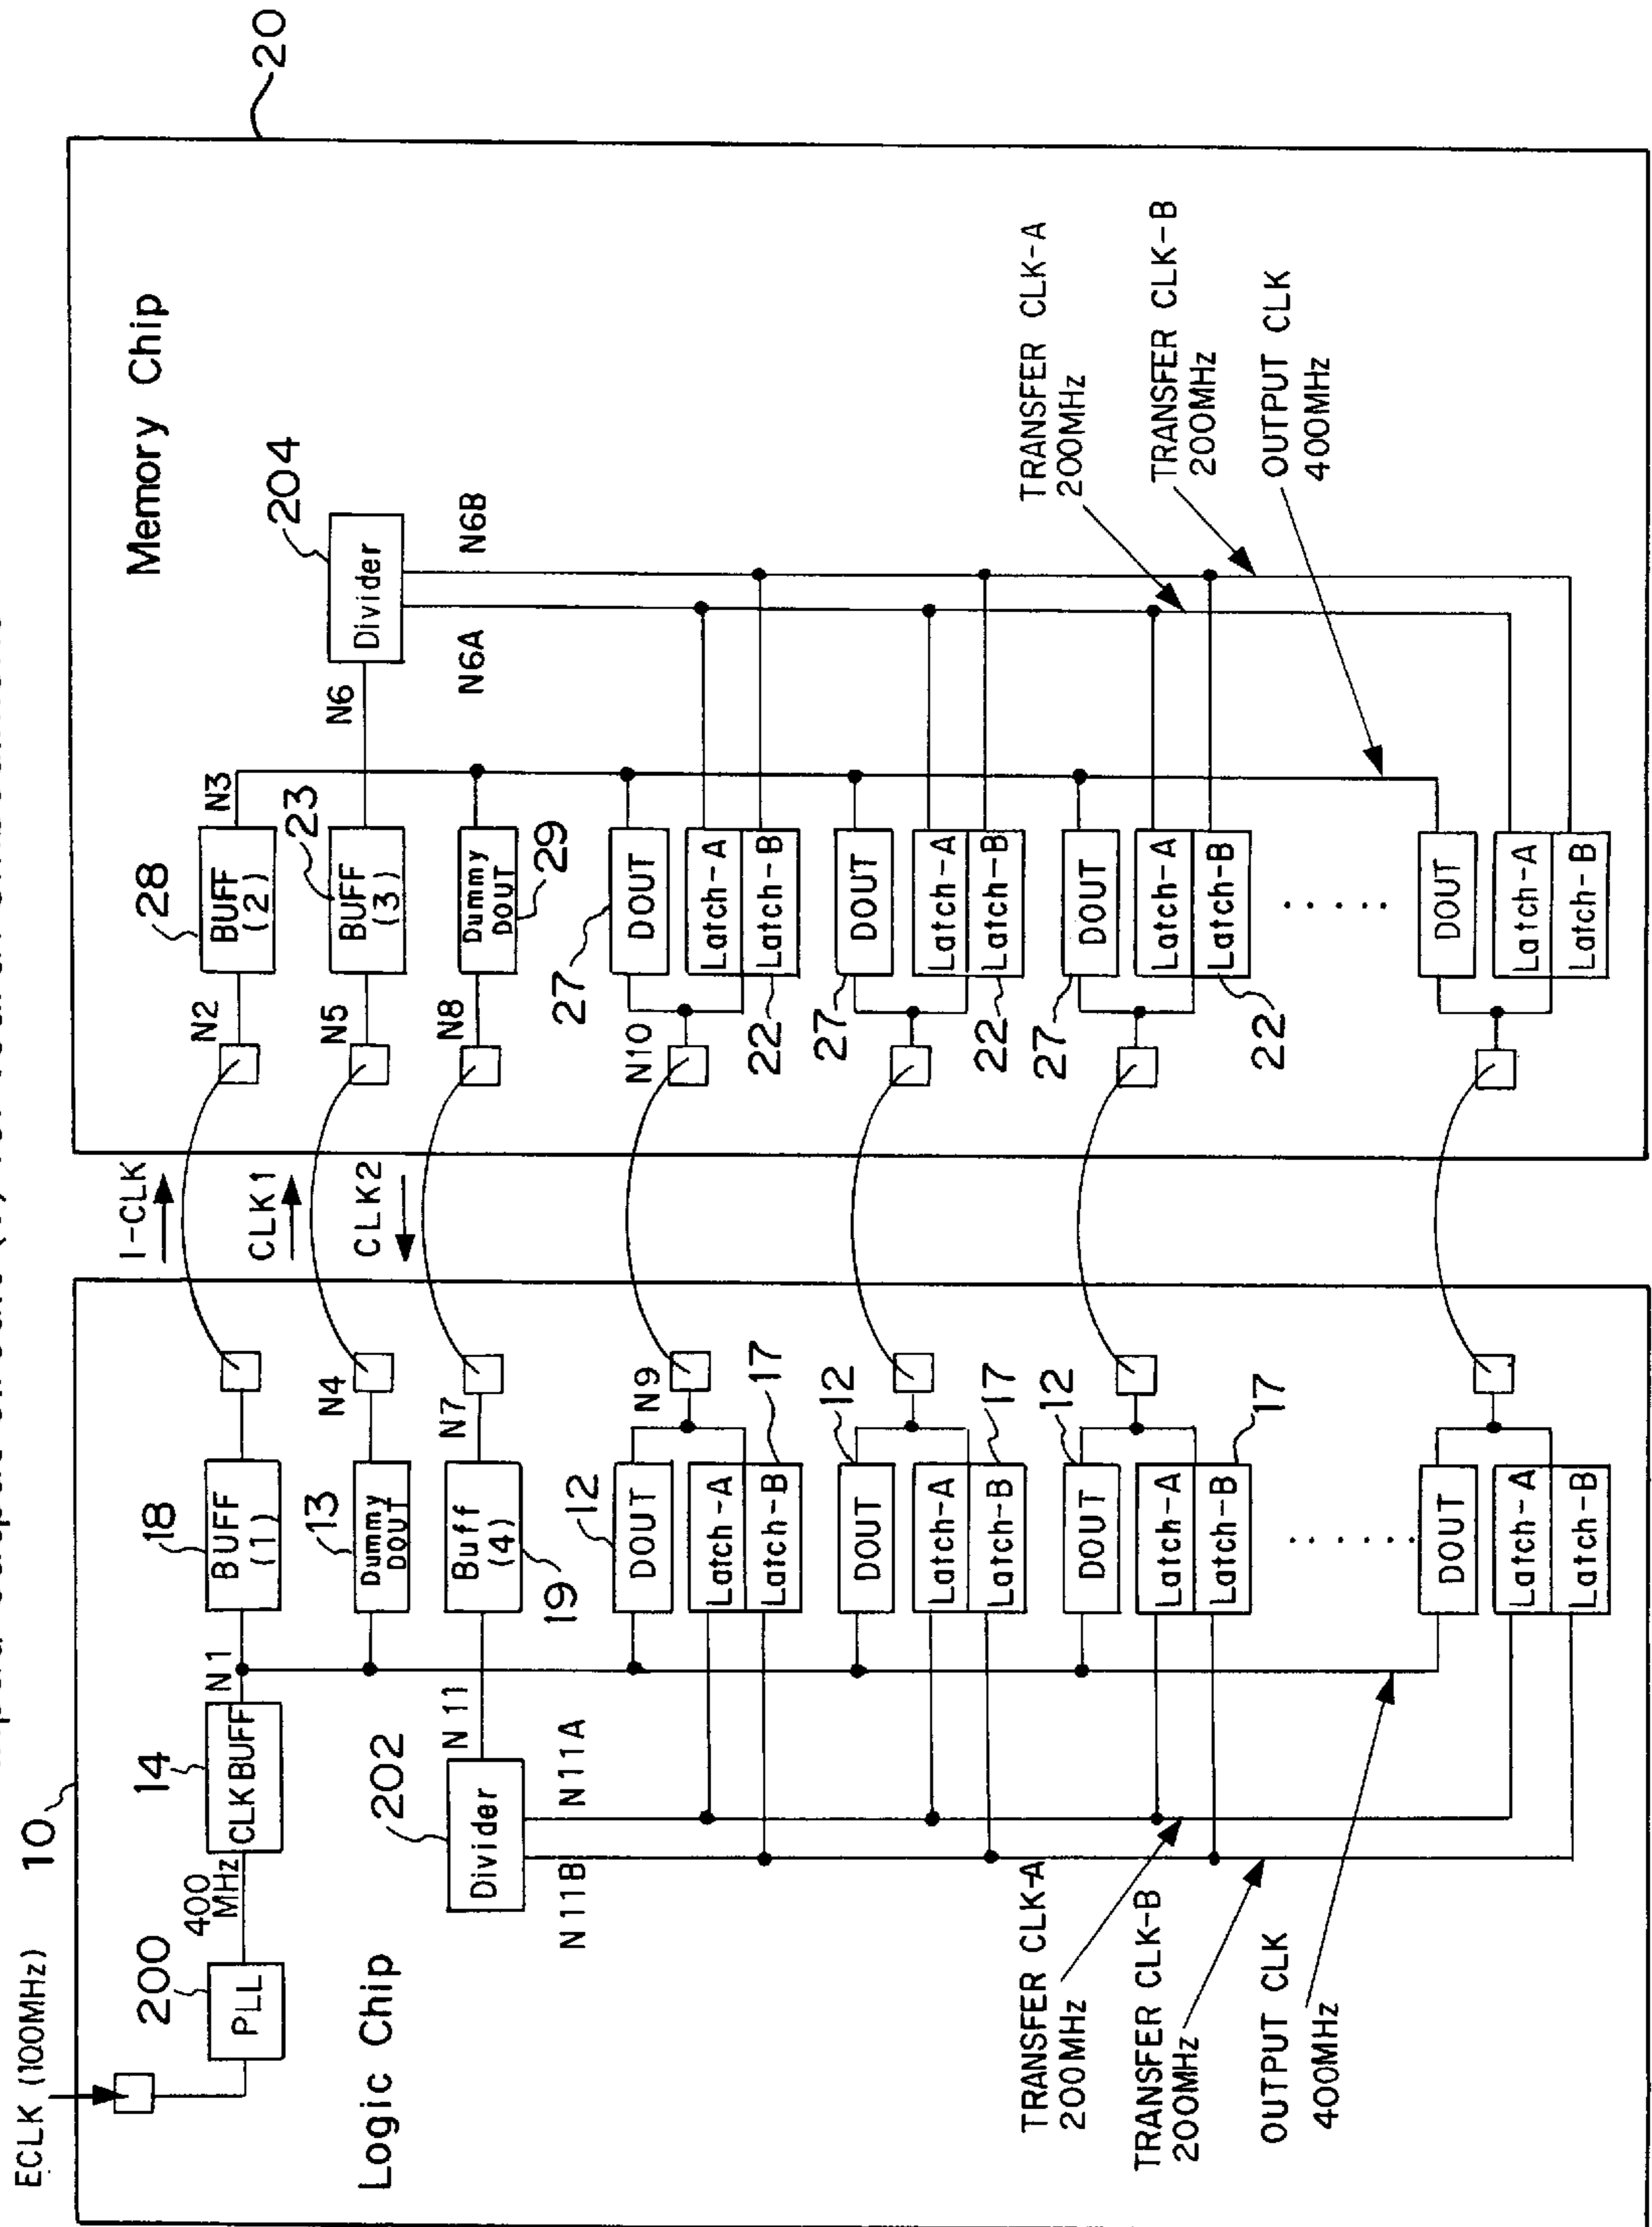 ECLK (100MHz)
10
20
Logic Chip
Memory Chip
200
PLL
400
MHz
14
CLK BUFF
N1
18
BUFF
(1)
13
Dummy
DOUT
N4
202
Divider
N11
Buff
(4)
19
N7
N11B
N11A
I-CLK
CLK1
CLK2
N2
28
BUFF
(2)
N3
N5
23
BUFF
(3)
N6
204
Divider
N8
Dummy
DOUT
29
N6A
N6B
12
DOUT
N9
Latch-A
Latch-B
17
N10
27
DOUT
Latch-A
Latch-B
22
12
DOUT
Latch-A
Latch-B
17
27
DOUT
Latch-A
Latch-B
22
12
DOUT
Latch-A
Latch-B
17
27
DOUT
Latch-A
Latch-B
22
DOUT
Latch-A
Latch-B
DOUT
Latch-A
Latch-B
TRANSFER CLK-A
200MHz
TRANSFER CLK-B
200MHz
OUTPUT CLK
400MHz
TRANSFER CLK-A
200MHz
TRANSFER CLK-B
200MHz
OUTPUT CLK
400MHz